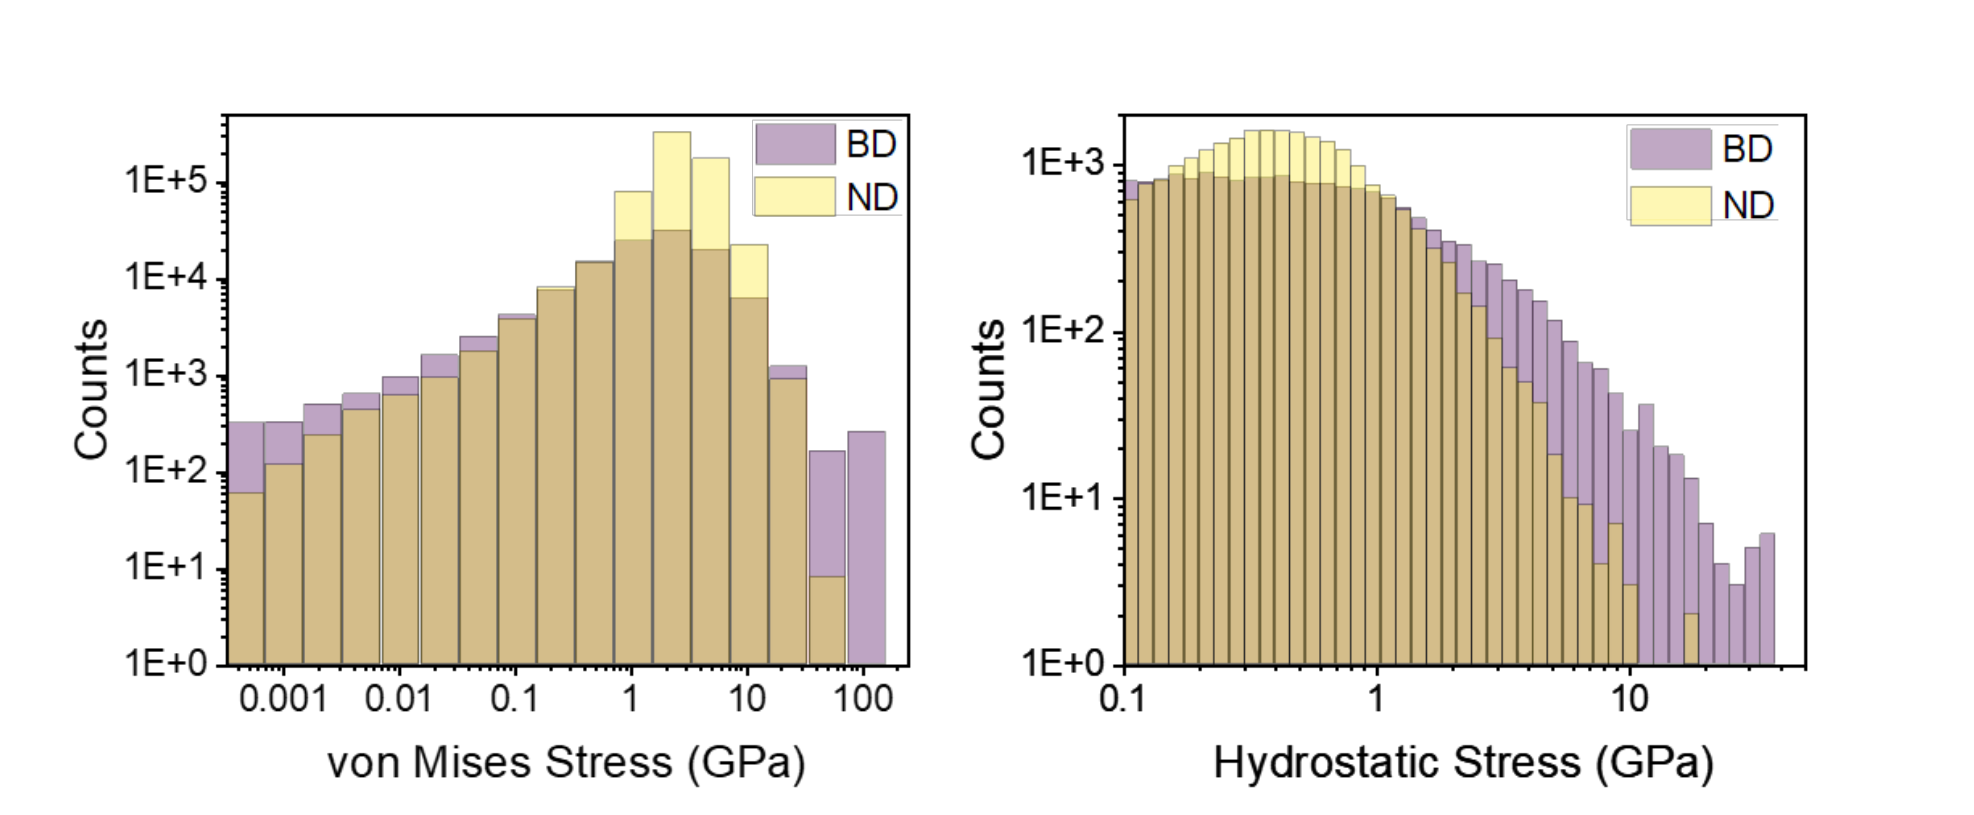 BD
ND
1E+5
1E+4
1E+3
1E+2
1E+1
1E+0
Counts
0.001 0.01 0.1 1 10 100
von Mises Stress (GPa)
BD
ND
1E+3
1E+2
1E+1
1E+0
Counts
0.1 1 10
Hydrostatic Stress (GPa)